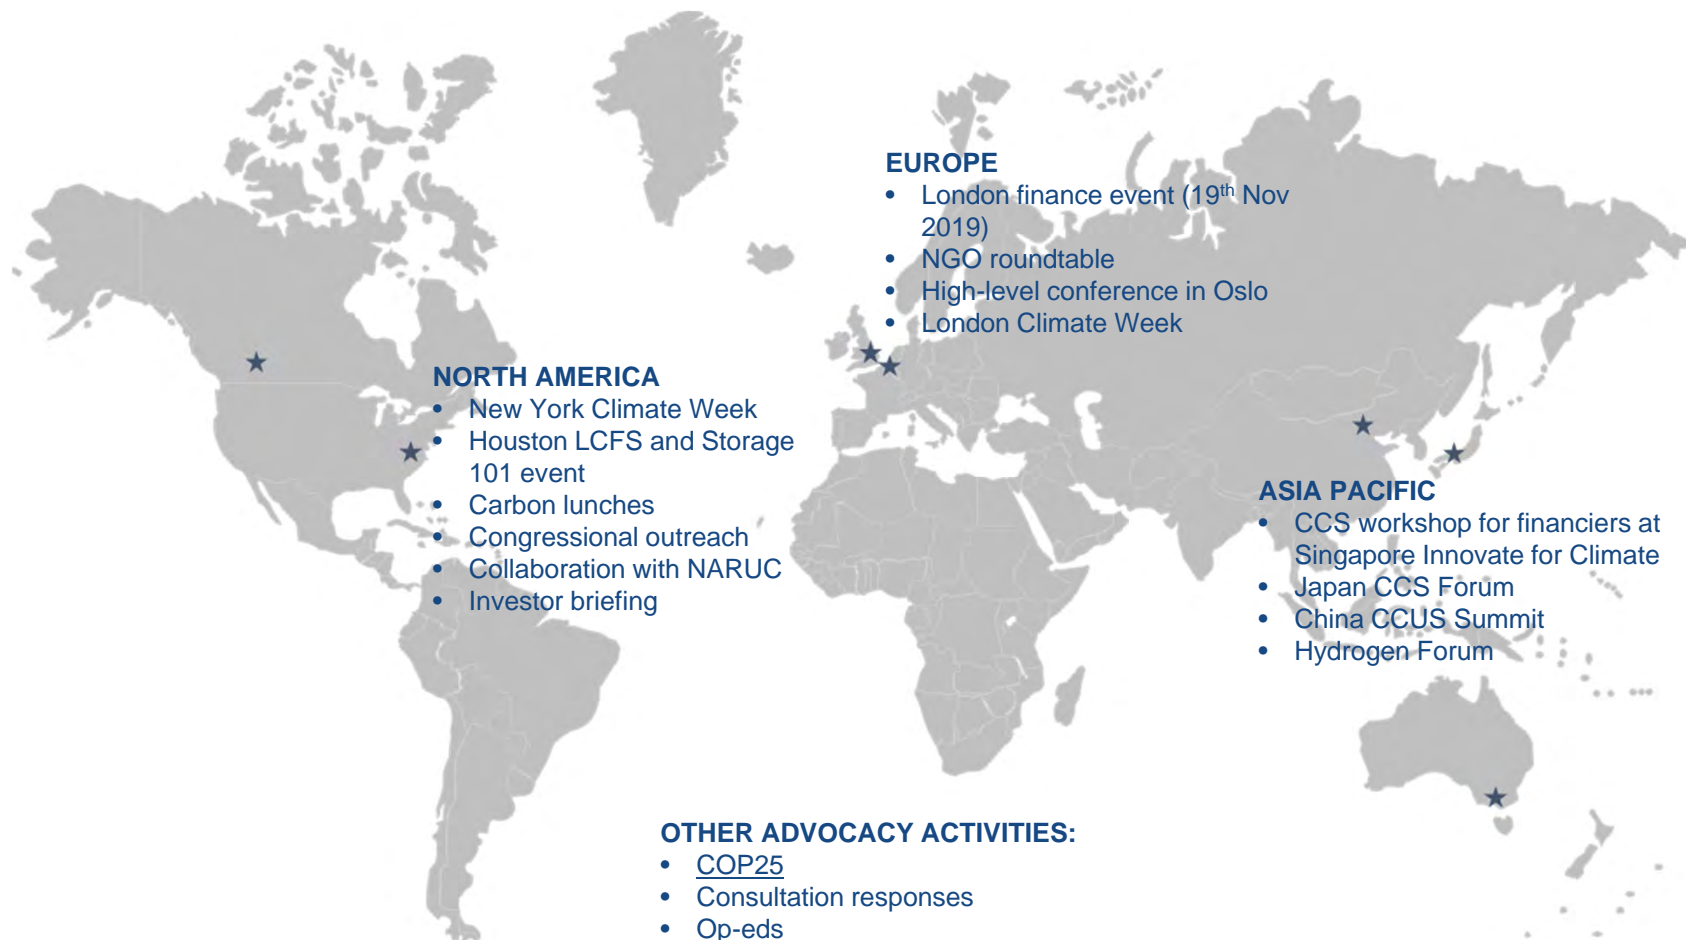 EUROPE
• London finance event (19th Nov
2019)
• NGO roundtable
• High-level conference in Oslo
• London Climate Week
NORTH AMERICA
• New York Climate Week
• Houston LCFS and Storage
101 event
• Carbon lunches
• Congressional outreach
• Collaboration with NARUC
• Investor briefing
ASIA PACIFIC
• CCS workshop for financiers at
Singapore Innovate for Climate
• Japan CCS Forum
• China CCUS Summit
• Hydrogen Forum
OTHER ADVOCACY ACTIVITIES:
• COP25
• Consultation responses
• Op-eds